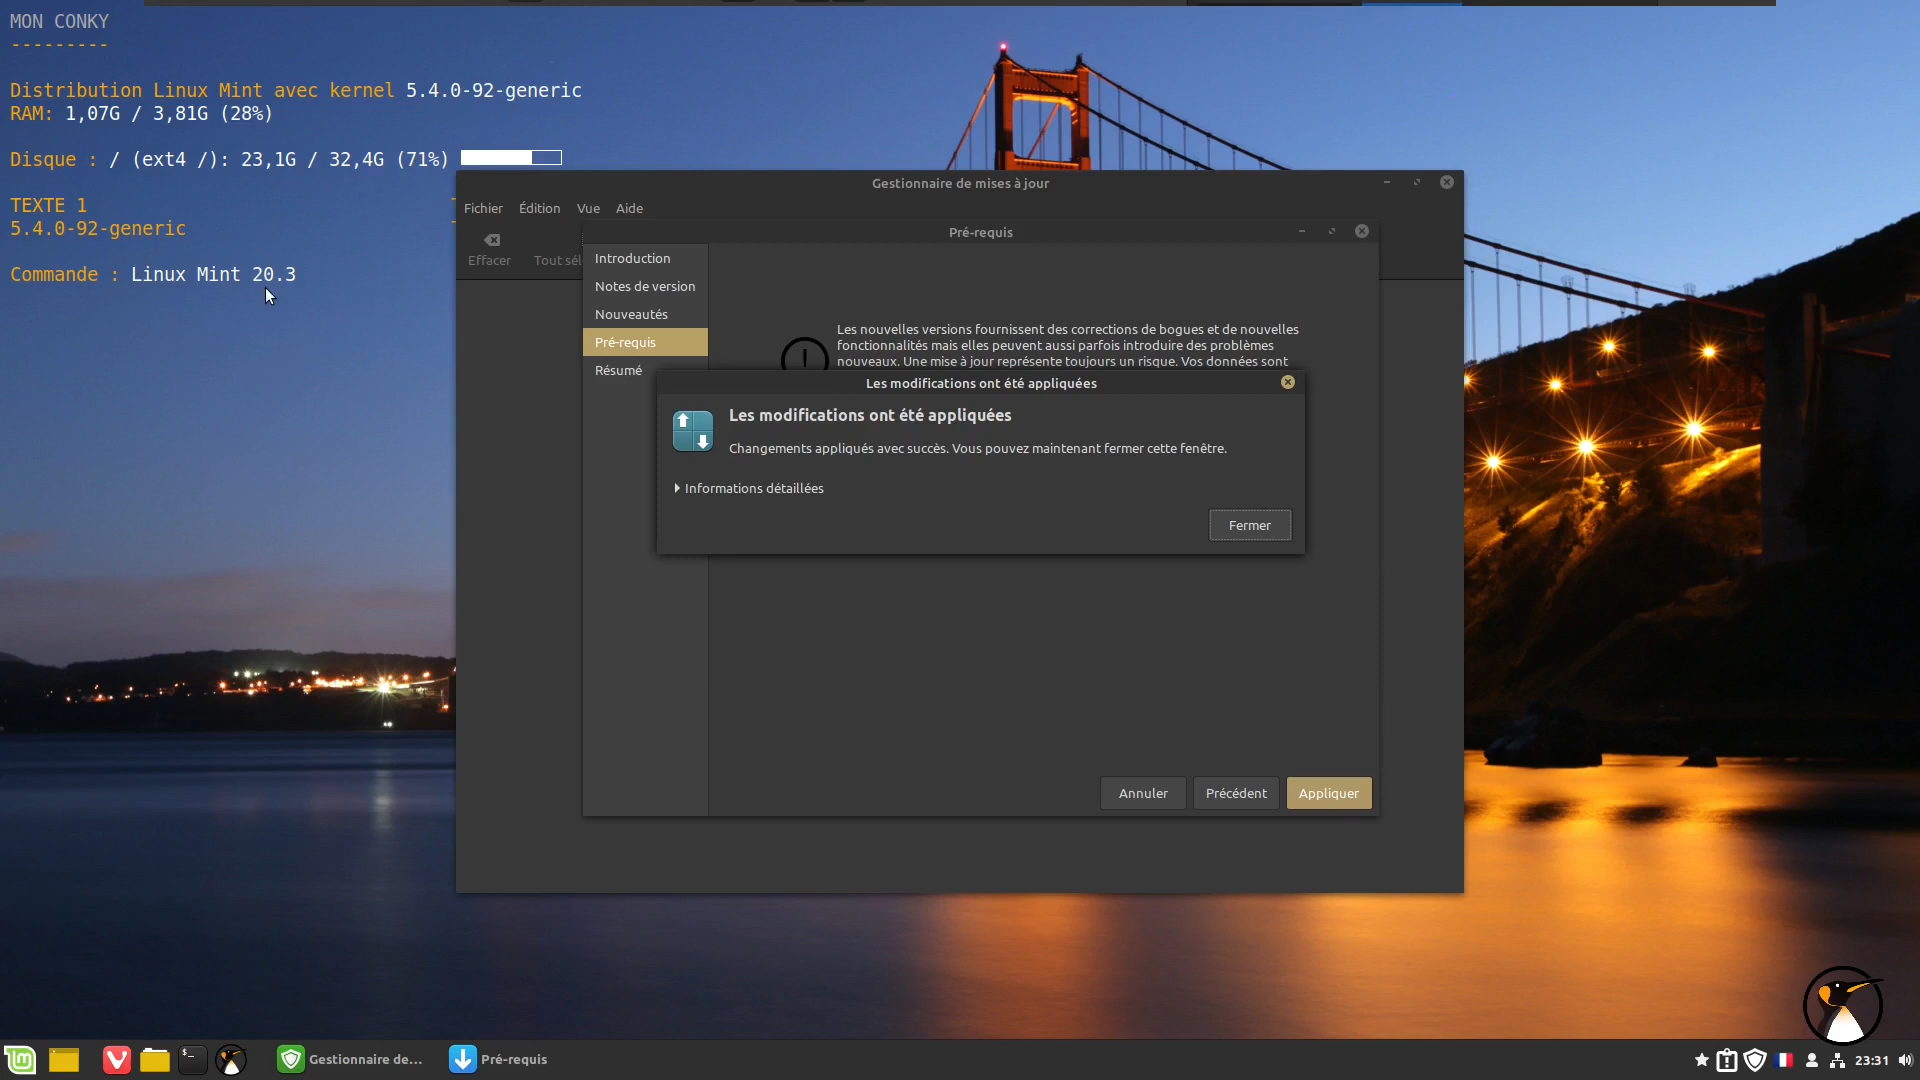 MON CONKY
---------
Distribution Linux Mint avec kernel 5.4.0-92-generic
RAM: 1,07G / 3,81G (28%)
Disque : / (ext4 /): 23,1G / 32,4G (71%)
TEXTE 1
5.4.0-92-generic
Commande : Linux Mint 20.3
Gestionnaire de mises à jour
Fichier Édition Vue Aide
Effacer Tout sél
Pré-requis
Introduction
Notes de version
Nouveautés
Pré-requis
Résumé
Les nouvelles versions fournissent des corrections de bogues et de nouvelles
fonctionnalités mais elles peuvent aussi parfois introduire des problèmes
nouveaux. Une mise à jour représente toujours un risque. Vos données sont
Les modifications ont été appliquées
Les modifications ont été appliquées
Changements appliqués avec succès. Vous pouvez maintenant fermer cette fenêtre.
Informations détaillées
Fermer
Annuler Précédent Appliquer
Gestionnaire de... Pré-requis 23:31